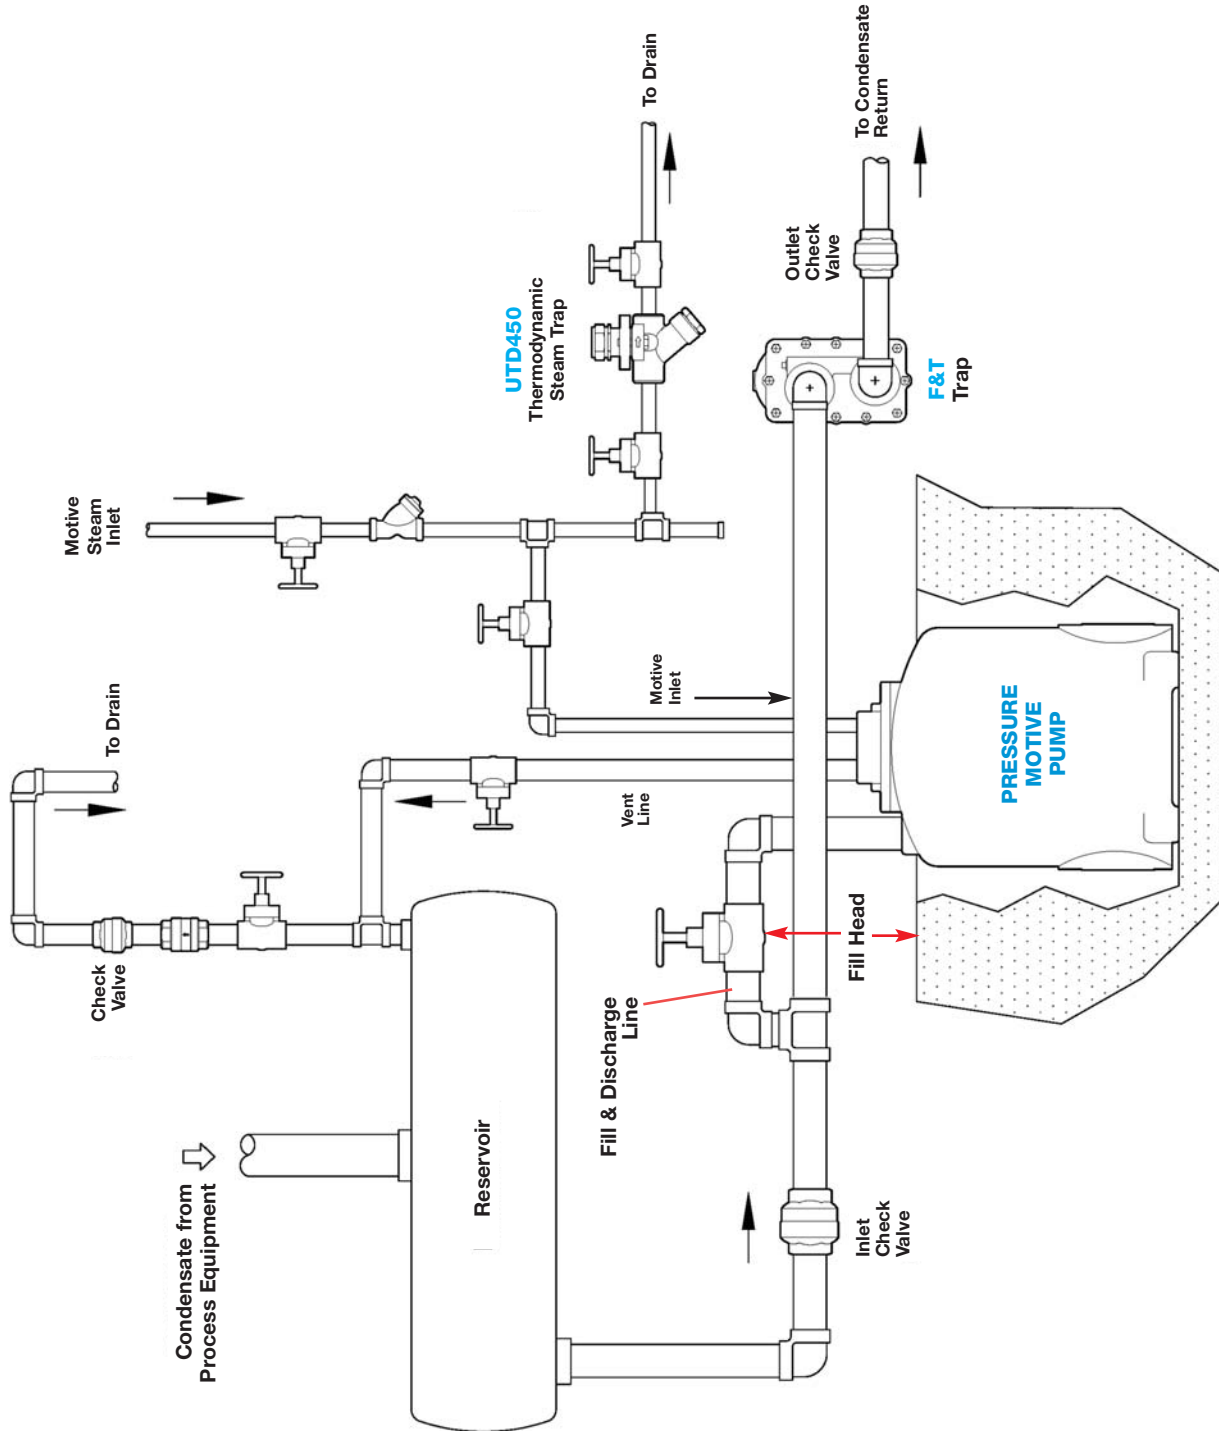 Condensate from
Process Equipment
Check
Valve
To Drain
Motive
Steam
Inlet
UTD450
Thermodynamic
Steam Trap
To Drain
To Condensate
Return
Outlet
Check
Valve
F&T
Trap
Motive
Inlet
Vent
Line
Reservoir
Fill & Discharge
Line
Fill Head
Inlet
Check
Valve
PRESSURE
MOTIVE
PUMP